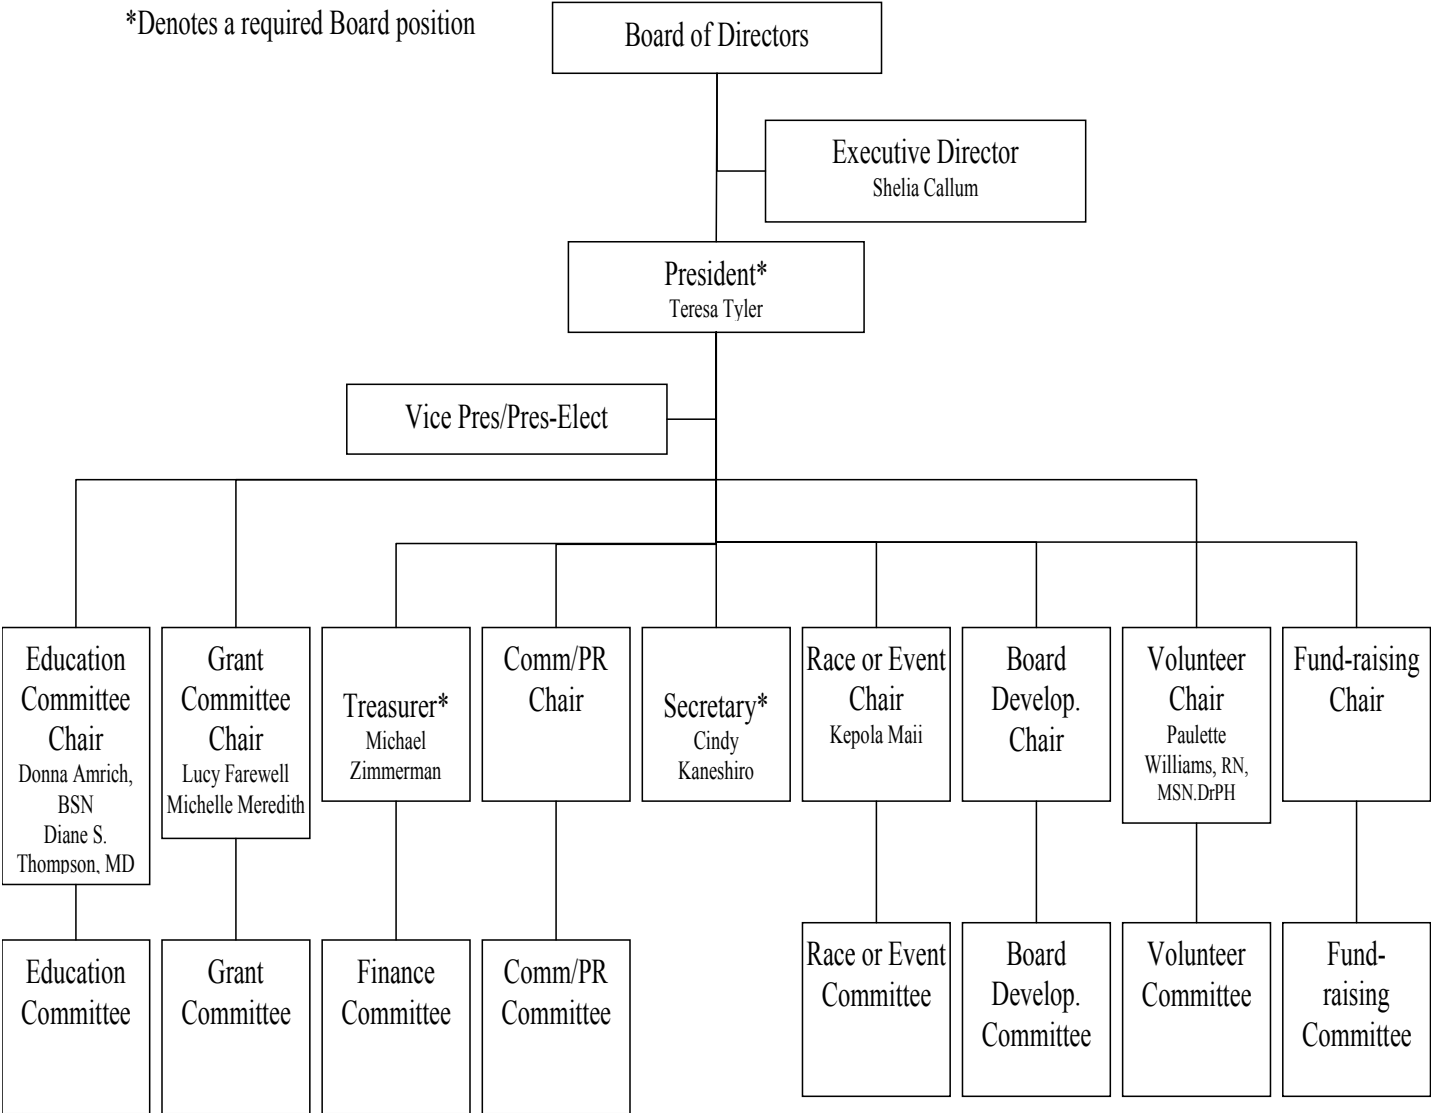 *Denotes a required Board position
Board of Directors
Executive Director
Shelia Callum
President*
Teresa Tyler
Vice Pres/Pres-Elect
Education
Committee
Chair
Donna Amrich,
BSN
Diane S.
Thompson, MD
Grant
Committee
Chair
Lucy Farewell
Michelle Meredith
Treasurer*
Michael
Zimmerman
Comm/PR
Chair
Secretary*
Cindy
Kaneshiro
Race or Event
Chair
Kepola Maii
Board
Develop.
Chair
Volunteer
Chair
Paulette
Williams, RN,
MSN.DrPH
Fund-raising
Chair
Education
Committee
Grant
Committee
Finance
Committee
Comm/PR
Committee
Race or Event
Committee
Board
Develop.
Committee
Volunteer
Committee
Fund-
raising
Committee